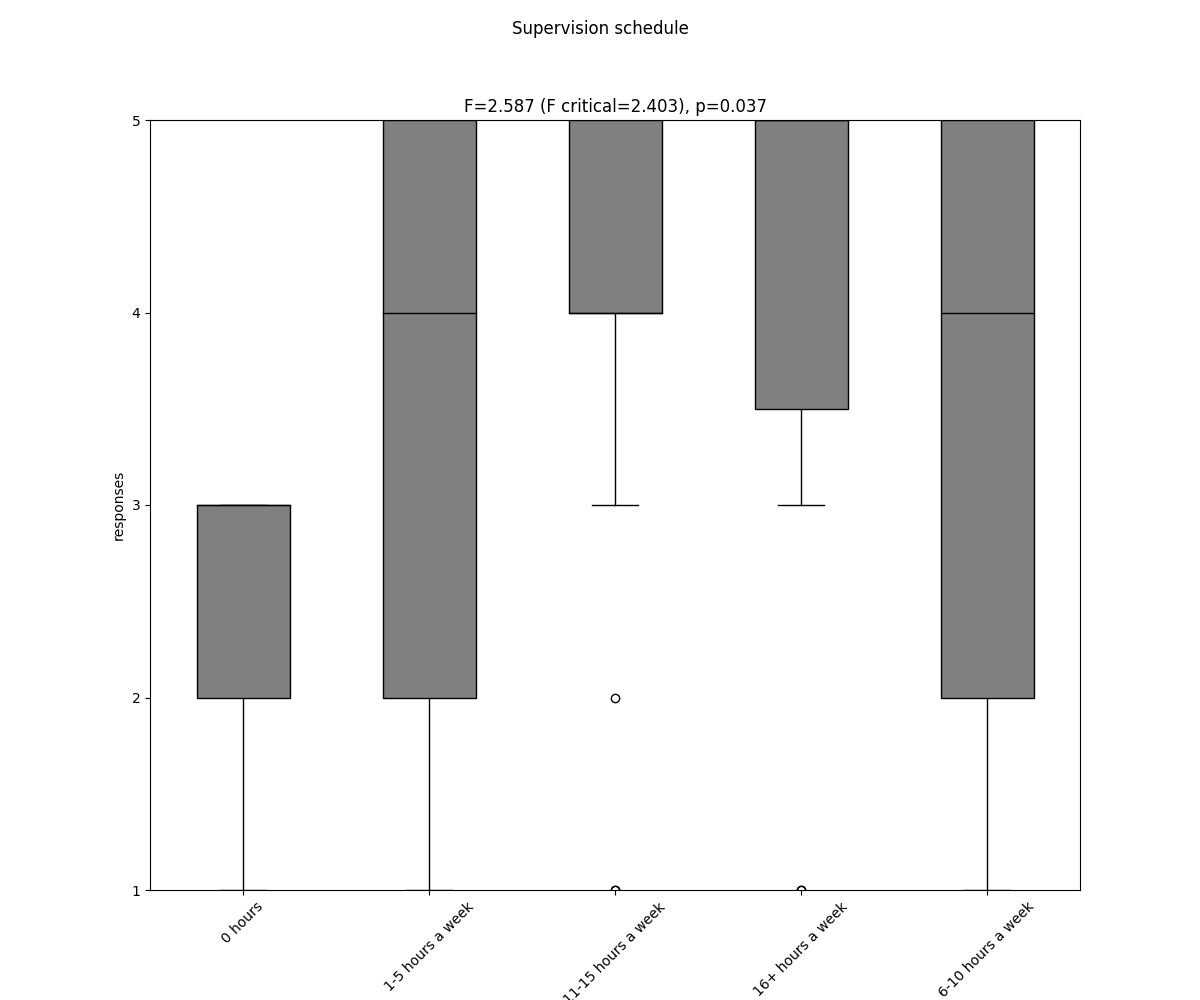 Supervision schedule
F=2.587 (F critical=2.403), p=0.037
5
4
3
2
1
responses
0 hours
1-5 hours a week
11-15 hours a week
16+ hours a week
6-10 hours a week